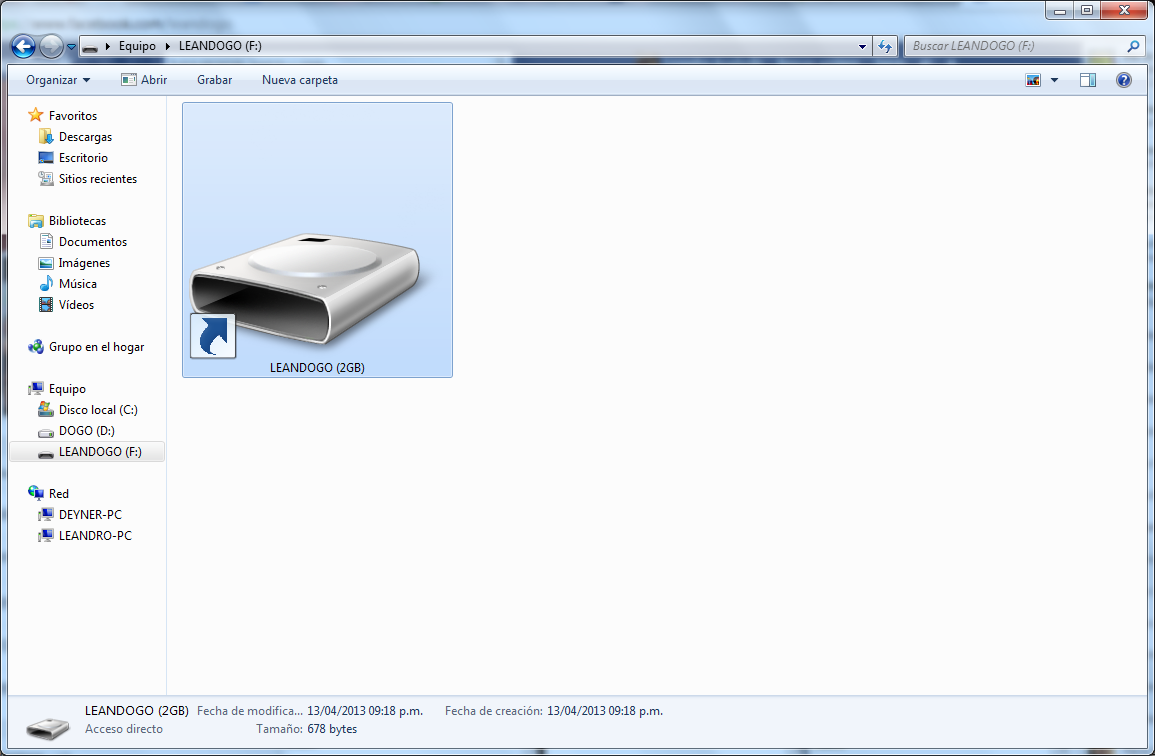 Equipo LEANDOGO (F:)
Buscar LEANDOGO (F:)
Organizar Abrir Grabar Nueva carpeta
Favoritos
Descargas
Escritorio
Sitios recientes
Bibliotecas
Documentos
Imágenes
Música
Vídeos
Grupo en el hogar
Equipo
Disco local (C:)
DOGO (D:)
LEANDOGO (F:)
Red
DEYNER-PC
LEANDRO-PC
LEANDOGO (2GB)
LEANDOGO (2GB) Fecha de modifica... 13/04/2013 09:18 p.m. Fecha de creación: 13/04/2013 09:18 p.m.
Acceso directo Tamaño: 678 bytes